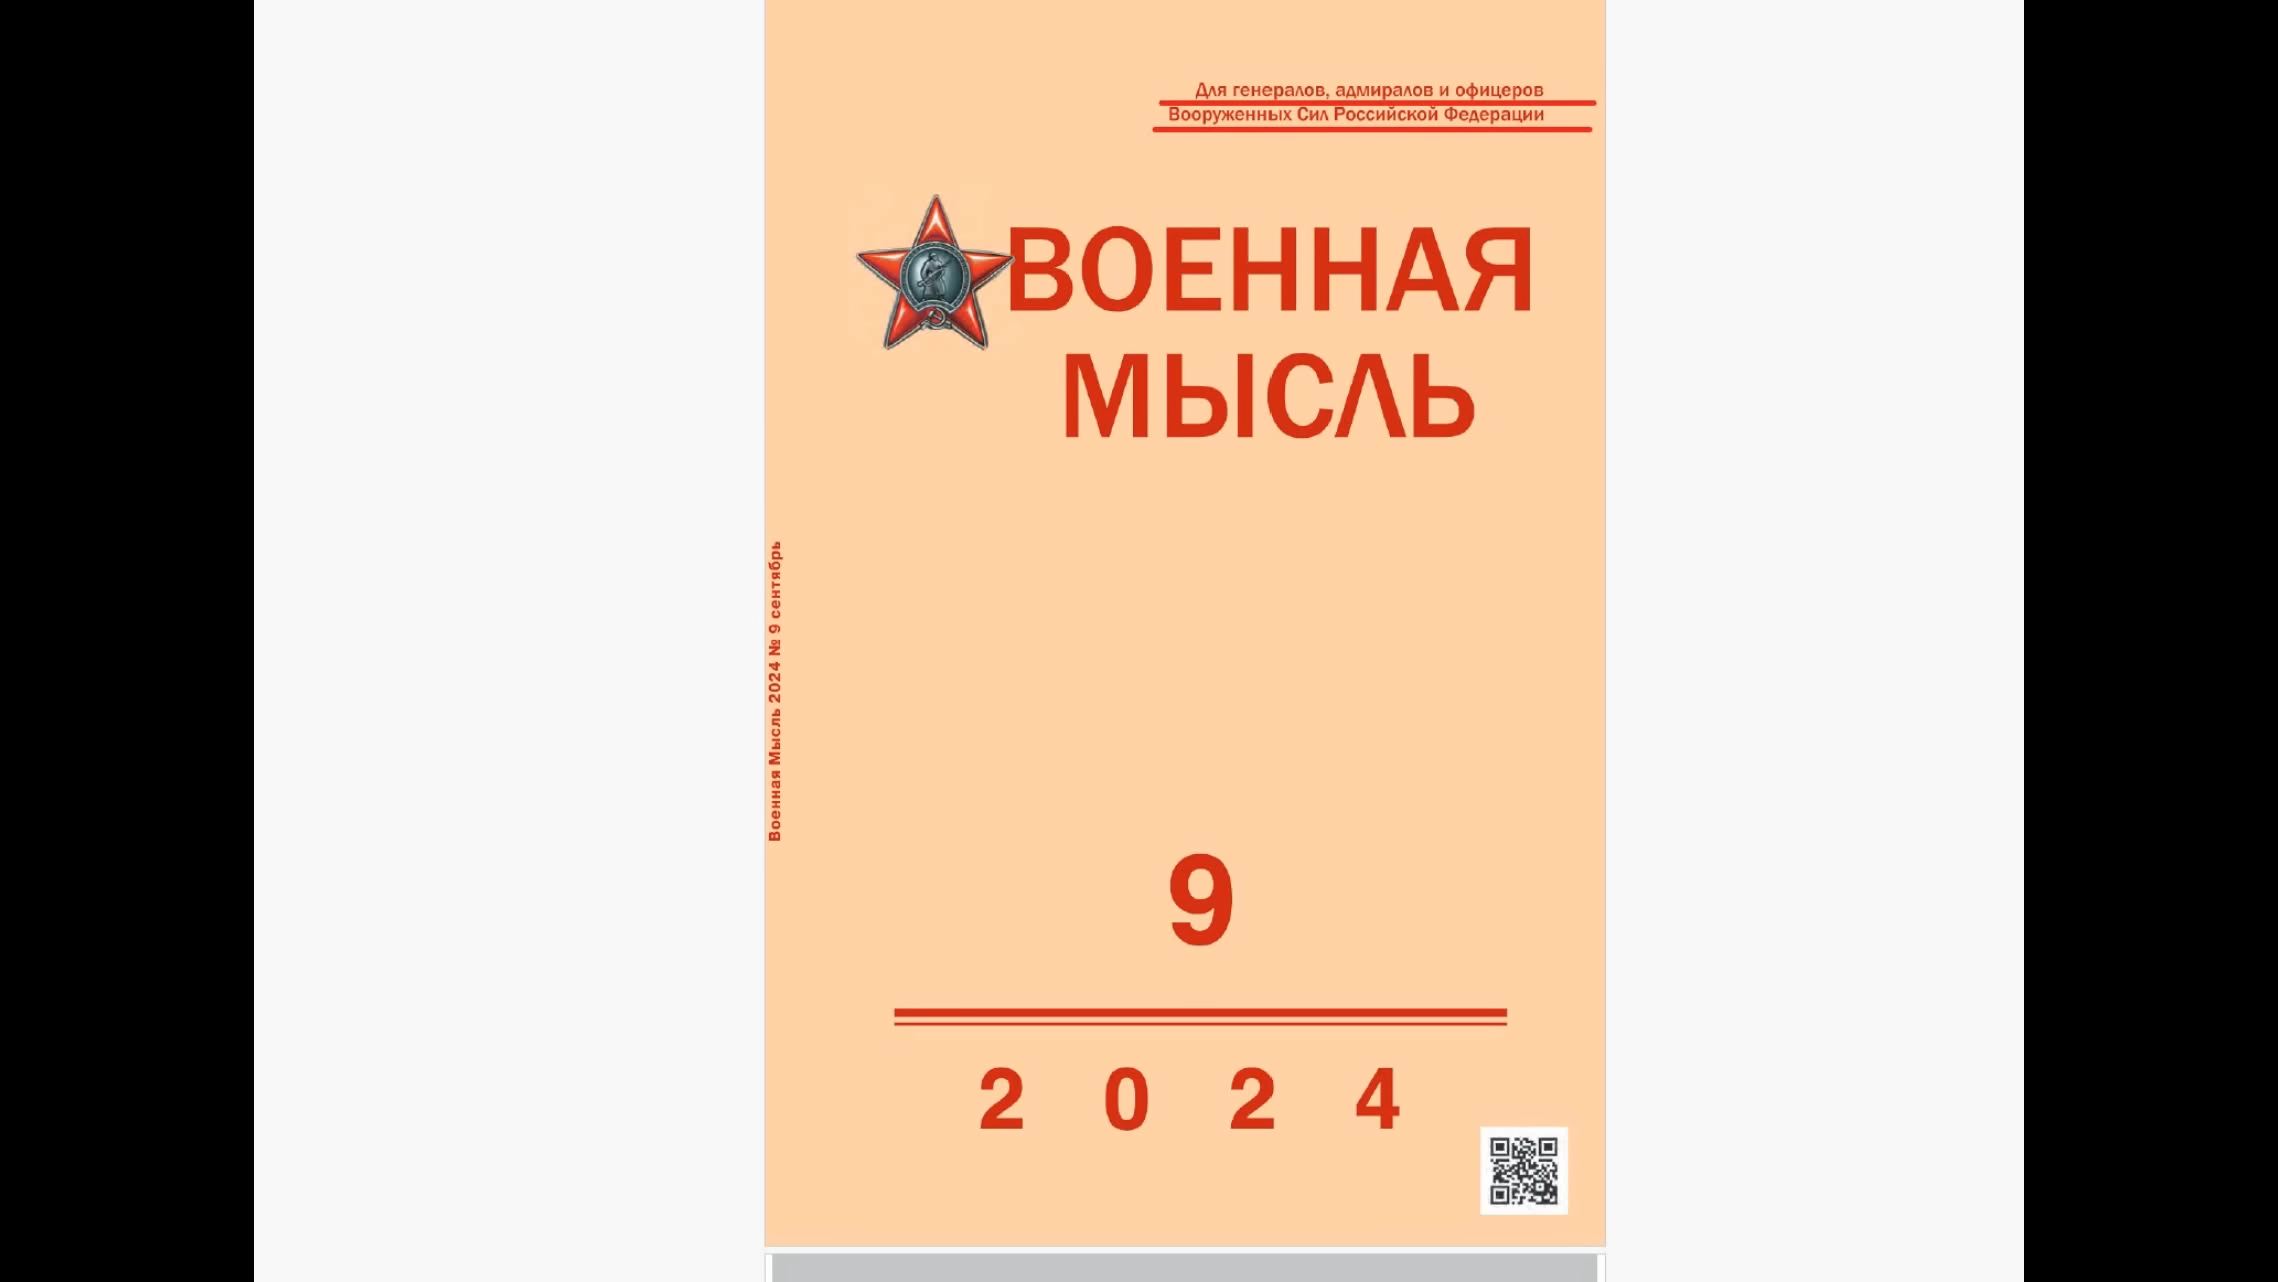 Для генералов, адмиралов и офицеров
Вооруженных Сил Российской Федерации
ВОЕННАЯ
МЫСЛЬ
Военная Мысль 2024 № 9 сентябрь
9
2 0 2 4